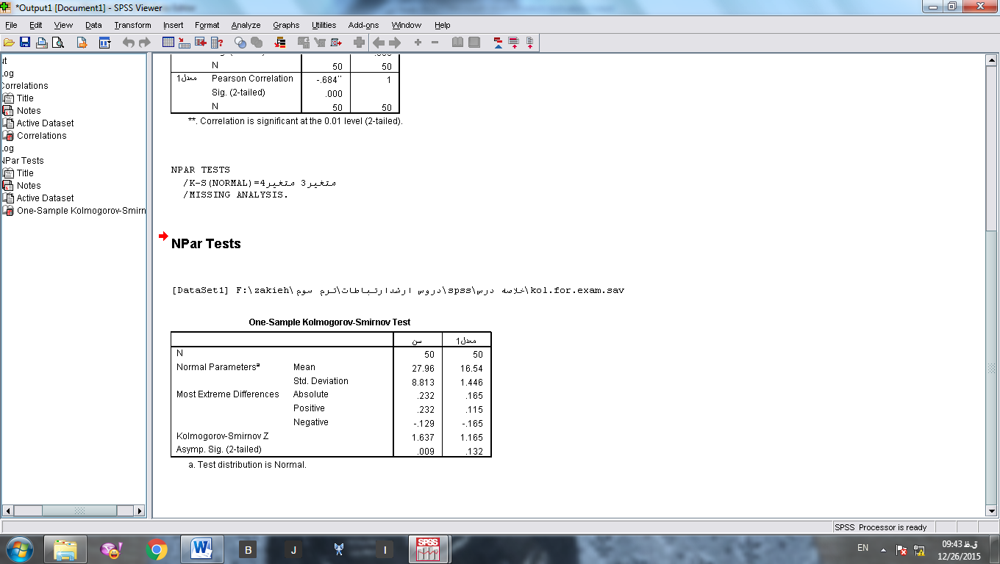 *Output1 [Document1] - SPSS Viewer
File Edit View Data Transform Insert Format Analyze Graphs Utilities Add-ons Window Help
Log
Correlations
Title
Notes
Active Dataset
Correlations
Log
NPar Tests
Title
Notes
Active Dataset
One-Sample Kolmogorov-Smirn
N 50 50
معدل1 Pearson Correlation -.684** 1
Sig. (2-tailed) .000
N 50 50
**. Correlation is significant at the 0.01 level (2-tailed).
NPAR TESTS
/K-S(NORMAL)=متغیر3 متغیر4
/MISSING ANALYSIS.
NPar Tests
[DataSet1] F:\zakieh\دروس ارشدارتباطات\ترم سوم\spss\خلاصه درس\kol.for.exam.sav
One-Sample Kolmogorov-Smirnov Test
سن معدل1
N 50 50
Normal Parametersª Mean 27.96 16.54
Std. Deviation 8.813 1.446
Most Extreme Differences Absolute .232 .165
Positive .232 .115
Negative -.129 -.165
Kolmogorov-Smirnov Z 1.637 1.165
Asymp. Sig. (2-tailed) .009 .132
a. Test distribution is Normal.
SPSS Processor is ready
B J I SPSS
EN
09:43 ق.ظ
12/26/2015